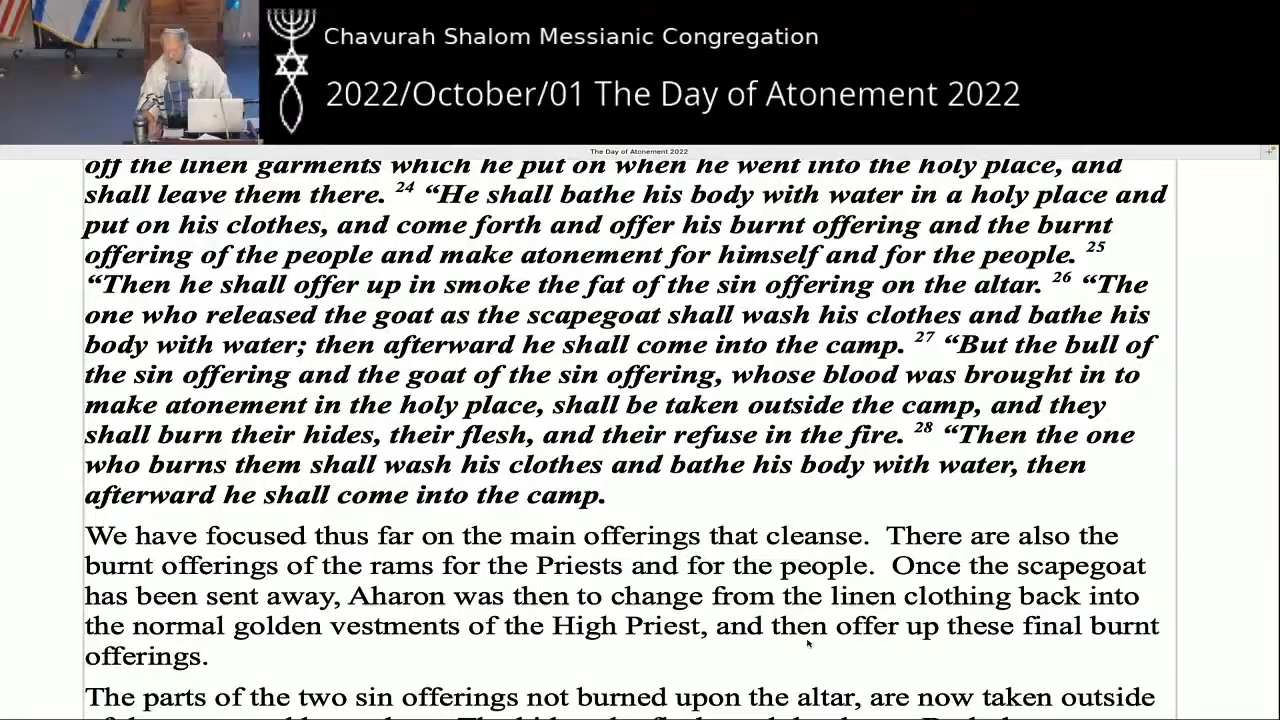 Chavurah Shalom Messianic Congregation
2022/October/01 The Day of Atonement 2022
The Day of Atonement 2022
off the linen garments which he put on when he went into the holy place, and
shall leave them there. 24 “He shall bathe his body with water in a holy place and
put on his clothes, and come forth and offer his burnt offering and the burnt
offering of the people and make atonement for himself and for the people. 25
“Then he shall offer up in smoke the fat of the sin offering on the altar. 26 “The
one who released the goat as the scapegoat shall wash his clothes and bathe his
body with water; then afterward he shall come into the camp. 27 “But the bull of
the sin offering and the goat of the sin offering, whose blood was brought in to
make atonement in the holy place, shall be taken outside the camp, and they
shall burn their hides, their flesh, and their refuse in the fire. 28 “Then the one
who burns them shall wash his clothes and bathe his body with water, then
afterward he shall come into the camp.
We have focused thus far on the main offerings that cleanse.  There are also the
burnt offerings of the rams for the Priests and for the people.  Once the scapegoat
has been sent away, Aharon was then to change from the linen clothing back into
the normal golden vestments of the High Priest, and then offer up these final burnt
offerings.
The parts of the two sin offerings not burned upon the altar, are now taken outside